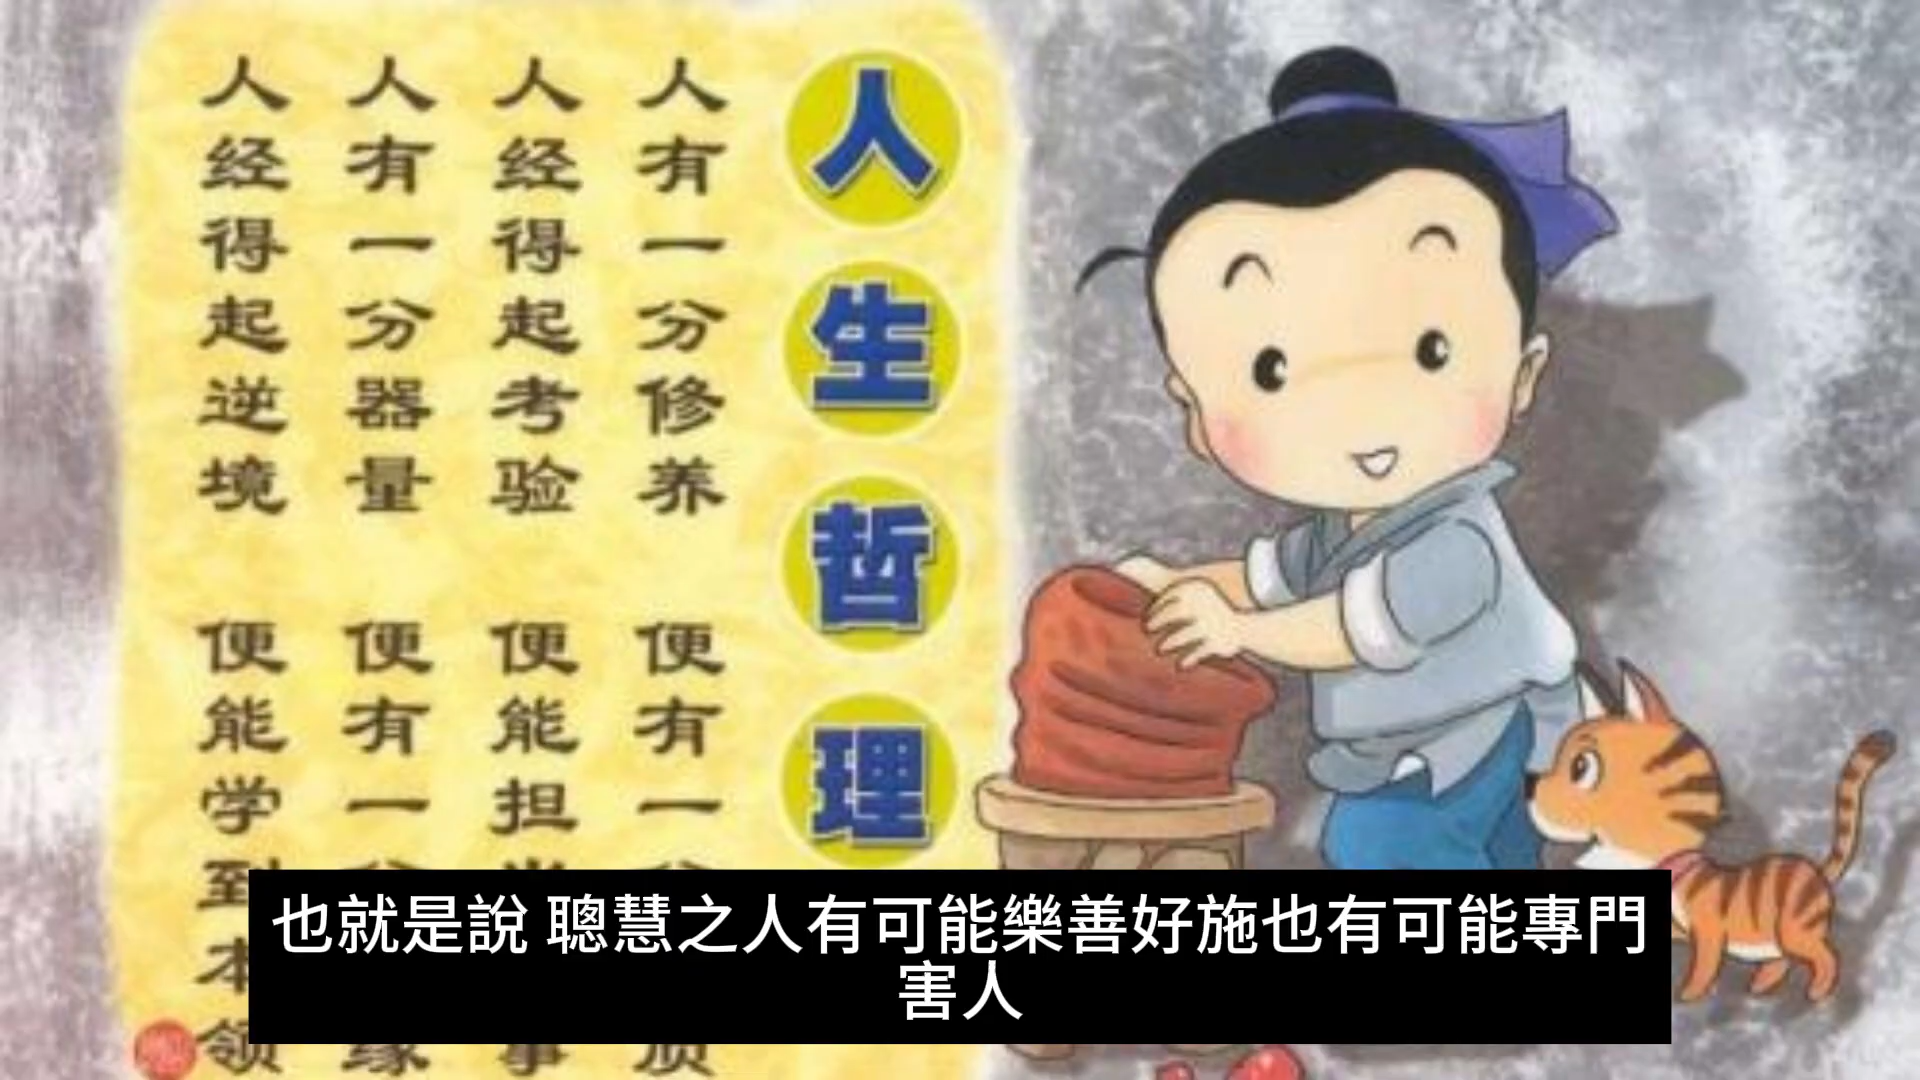 人生哲理
人有一分修养 便有一
人经得起考验 便能担
人有一分器量 便有一
人经得起逆境 便能学到本领
也就是說 聰慧之人有可能樂善好施也有可能專門
害人